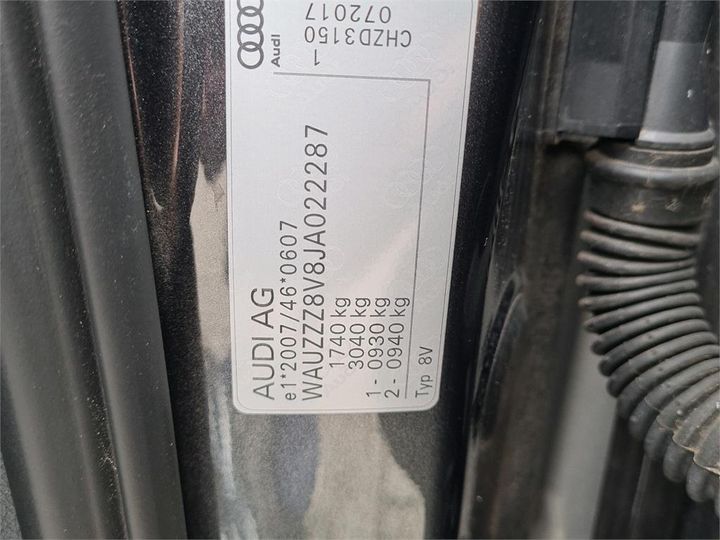 AUDI AG
e1*2007/46*0607
WAUZZZ8V8JA022287
1740 kg
3040 kg
1 - 0930 kg
2 - 0940 kg
Typ 8V
Audi
072017
CHZD3150
1